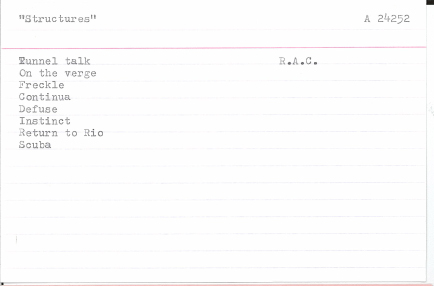 "Structures" A 24252
Tunnel talk R.A.C.
On the verge
Freckle
Continua
Defuse
Instinct
Return to Rio
Scuba